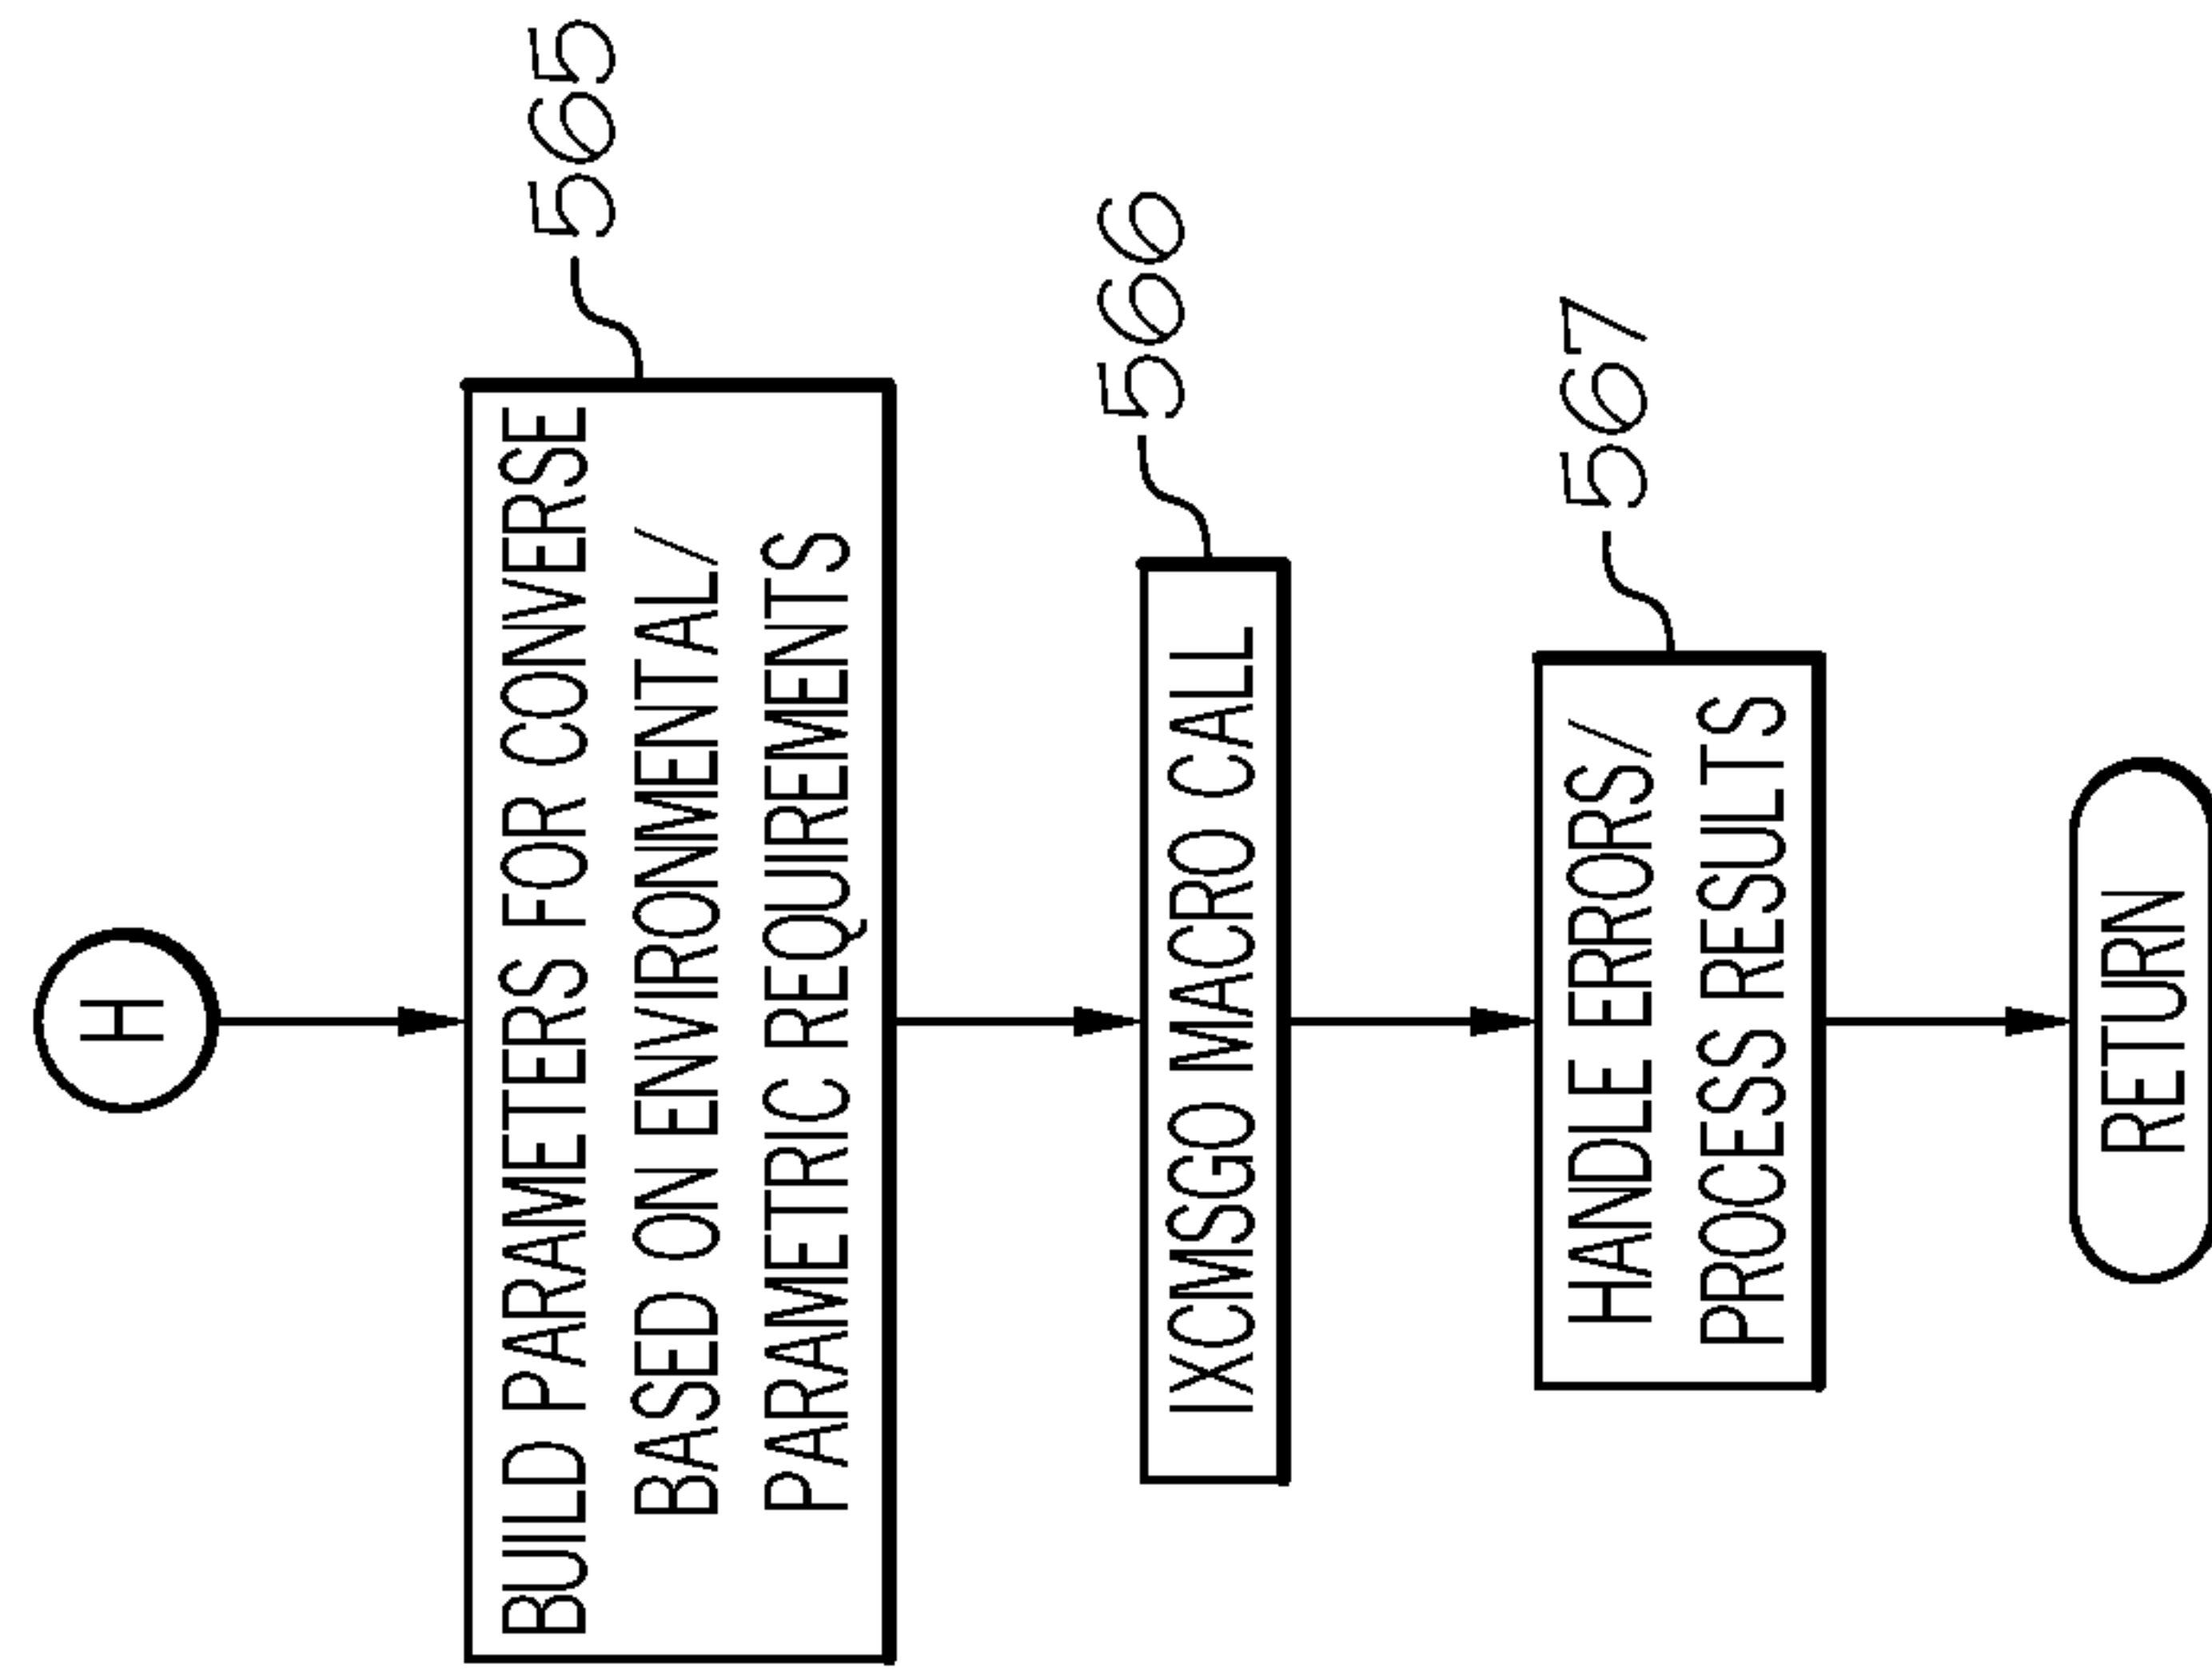 H
BUILD PARAMETERS FOR CONVERSE
BASED ON ENVIRONMENTAL/
PARAMETRIC REQUIREMENTS
565
IXCMSGO MACRO CALL
566
HANDLE ERRORS/
PROCESS RESULTS
567
RETURN